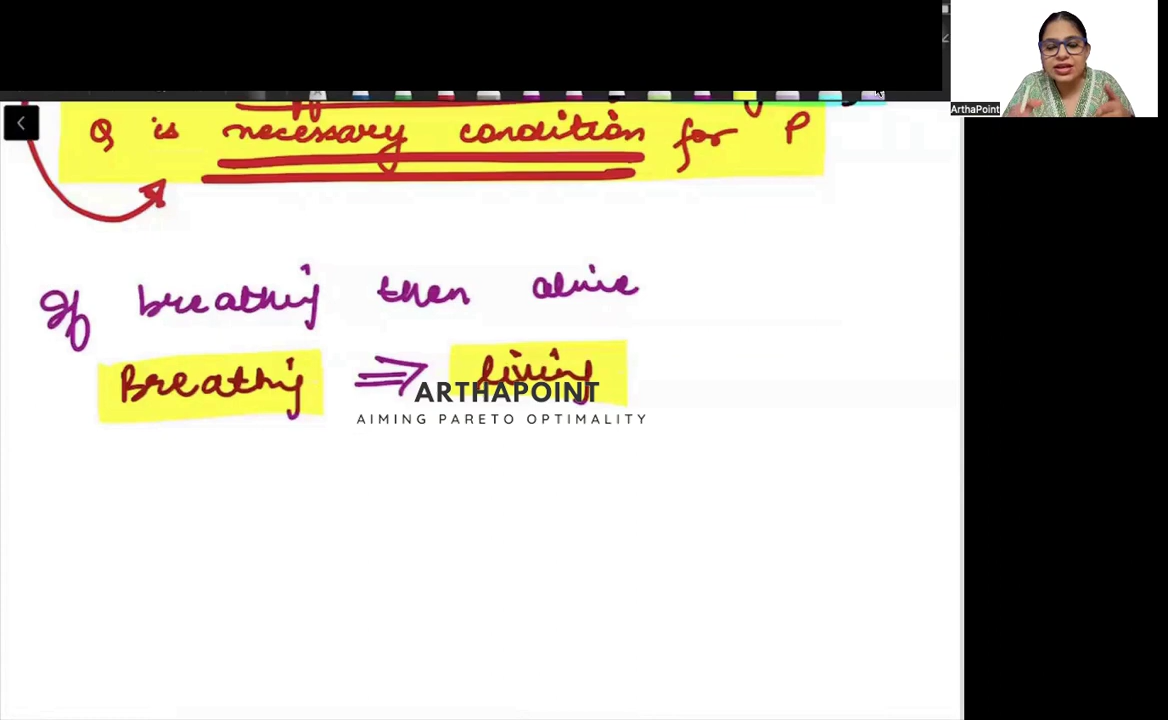 Q is necessary condition for P
If breathing then alive
Breathing ⇒ living
ARTHAPOINT
AIMING PARETO OPTIMALITY
ArthaPoint